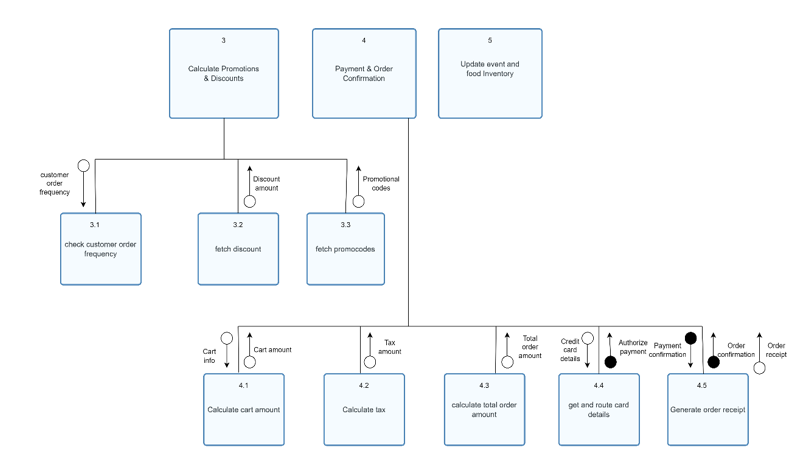 3
Calculate Promotions
& Discounts
4
Payment & Order
Confirmation
5
Update event and
food Inventory
customer
order
frequency
Discount
amount
Promotional
codes
3.1
check customer order
frequency
3.2
fetch discount
3.3
fetch promocodes
Cart
info
Cart amount
Tax
amount
Total
order
amount
Credit
card
details
Authorize
payment
Payment
confirmation
Order
confirmation
Order
receipt
4.1
Calculate cart amount
4.2
Calculate tax
4.3
calculate total order
amount
4.4
get and route card
details
4.5
Generate order receipt